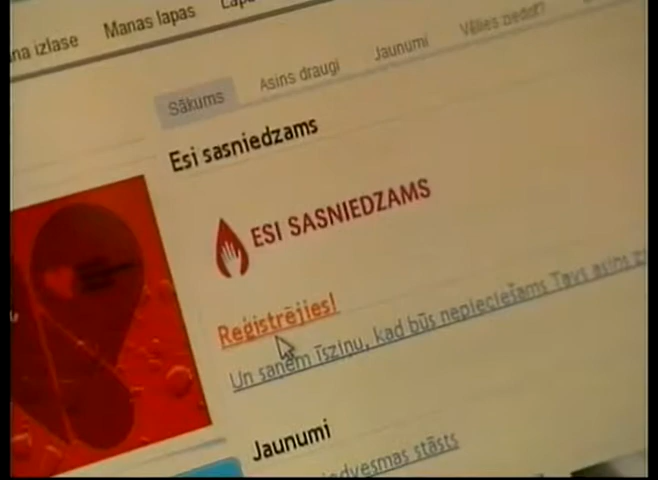 izlase
Manas lapas
Sākums
Asins draugi
Jaunumi
Vēlies ziedot?
Esi sasniedzams
ESI SASNIEDZAMS
Reģistrējies!
Un saņem īsziņu, kad būs nepieciešams Tavs asins
Jaunumi
stāsts